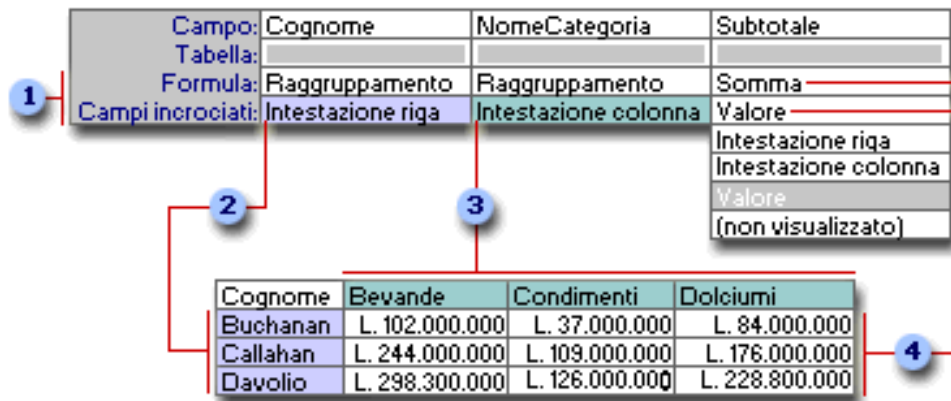 Campo: Cognome NomeCategoria Subtotale
Tabella:
Formula: Raggruppamento Raggruppamento Somma
1
Campi incrociati: Intestazione riga Intestazione colonna Valore
Intestazione riga
Intestazione colonna
Valore
(non visualizzato)
2 3
Cognome Bevande Condimenti Dolciumi
Buchanan L. 102.000.000 L. 37.000.000 L. 84.000.000
Callahan L. 244.000.000 L. 109.000.000 L. 176.000.000
4
Davolio L. 298.300.000 L. 126.000.000 L. 228.800.000